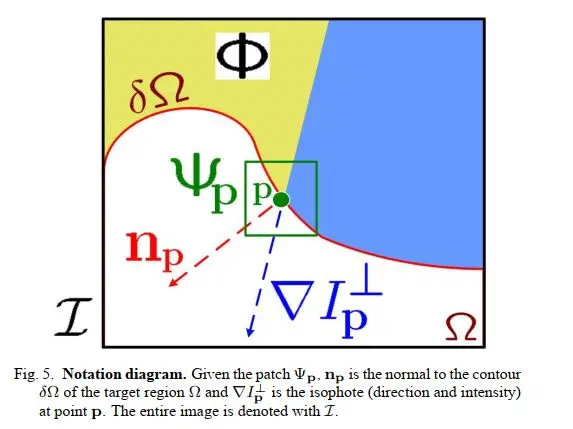 Φ
δΩ
Ψp
p
np
∇I⊥p
Ω
I
Fig. 5. Notation diagram. Given the patch Ψp, np is the normal to the contour
δΩ of the target region Ω and ∇I⊥p is the isophote (direction and intensity)
at point p. The entire image is denoted with I.